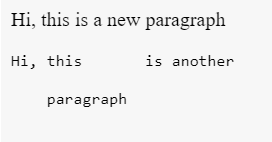 Hi, this is a new paragraph
Hi, this       is another
    paragraph